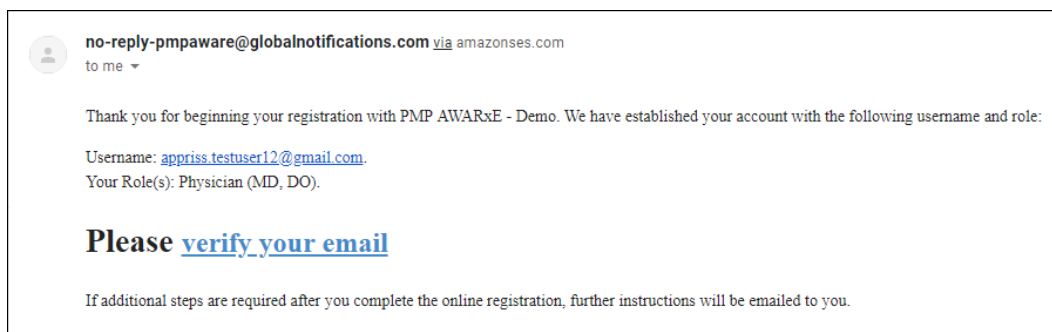 no-reply-pmpaware@globalnotifications.com via amazonses.com
to me
Thank you for beginning your registration with PMP AWARxE - Demo. We have established your account with the following username and role:
Username: appriss.testuser12@gmail.com.
Your Role(s): Physician (MD, DO).
Please verify your email
If additional steps are required after you complete the online registration, further instructions will be emailed to you.